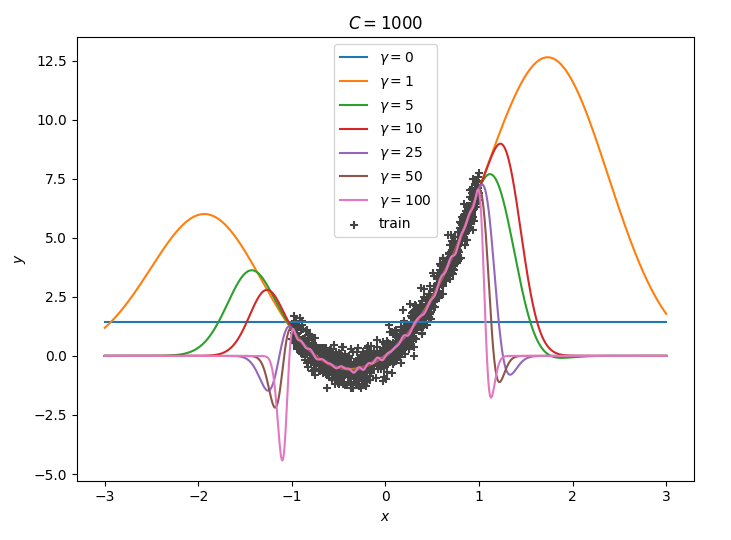 C = 1000
12.5
10.0
7.5
5.0
2.5
0.0
−2.5
−5.0
y
γ = 0
γ = 1
γ = 5
γ = 10
γ = 25
γ = 50
γ = 100
train
−3 −2 −1 0 1 2 3
x